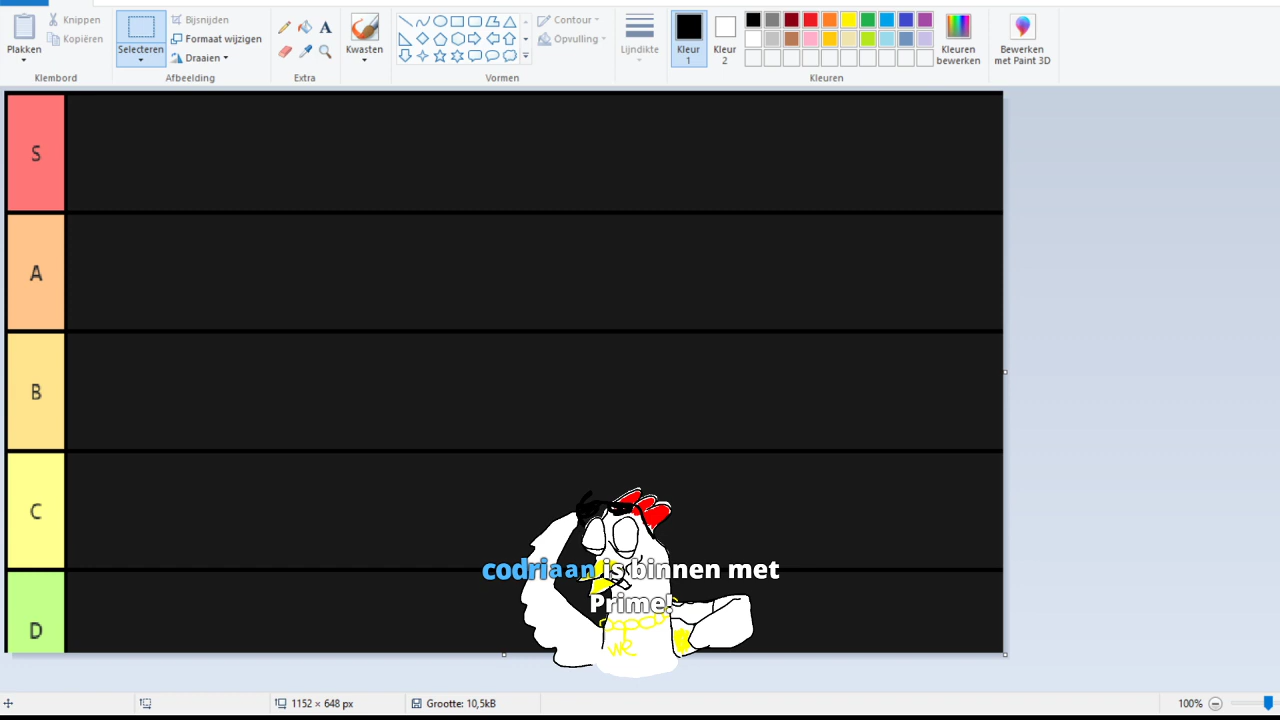 Plakken
Knippen
Kopiëren
Klembord
Selecteren
Bijsnijden
Formaat wijzigen
Draaien
Afbeelding
A
Extra
Kwasten
Vormen
Contour
Opvulling
Lijndikte
Kleur
1
Kleur
2
Kleuren
Kleuren
bewerken
Bewerken
met Paint 3D
S
A
B
C
D
codriaan is binnen met
Prime!
we
1152 × 648 px
Grootte: 10,5kB
100%